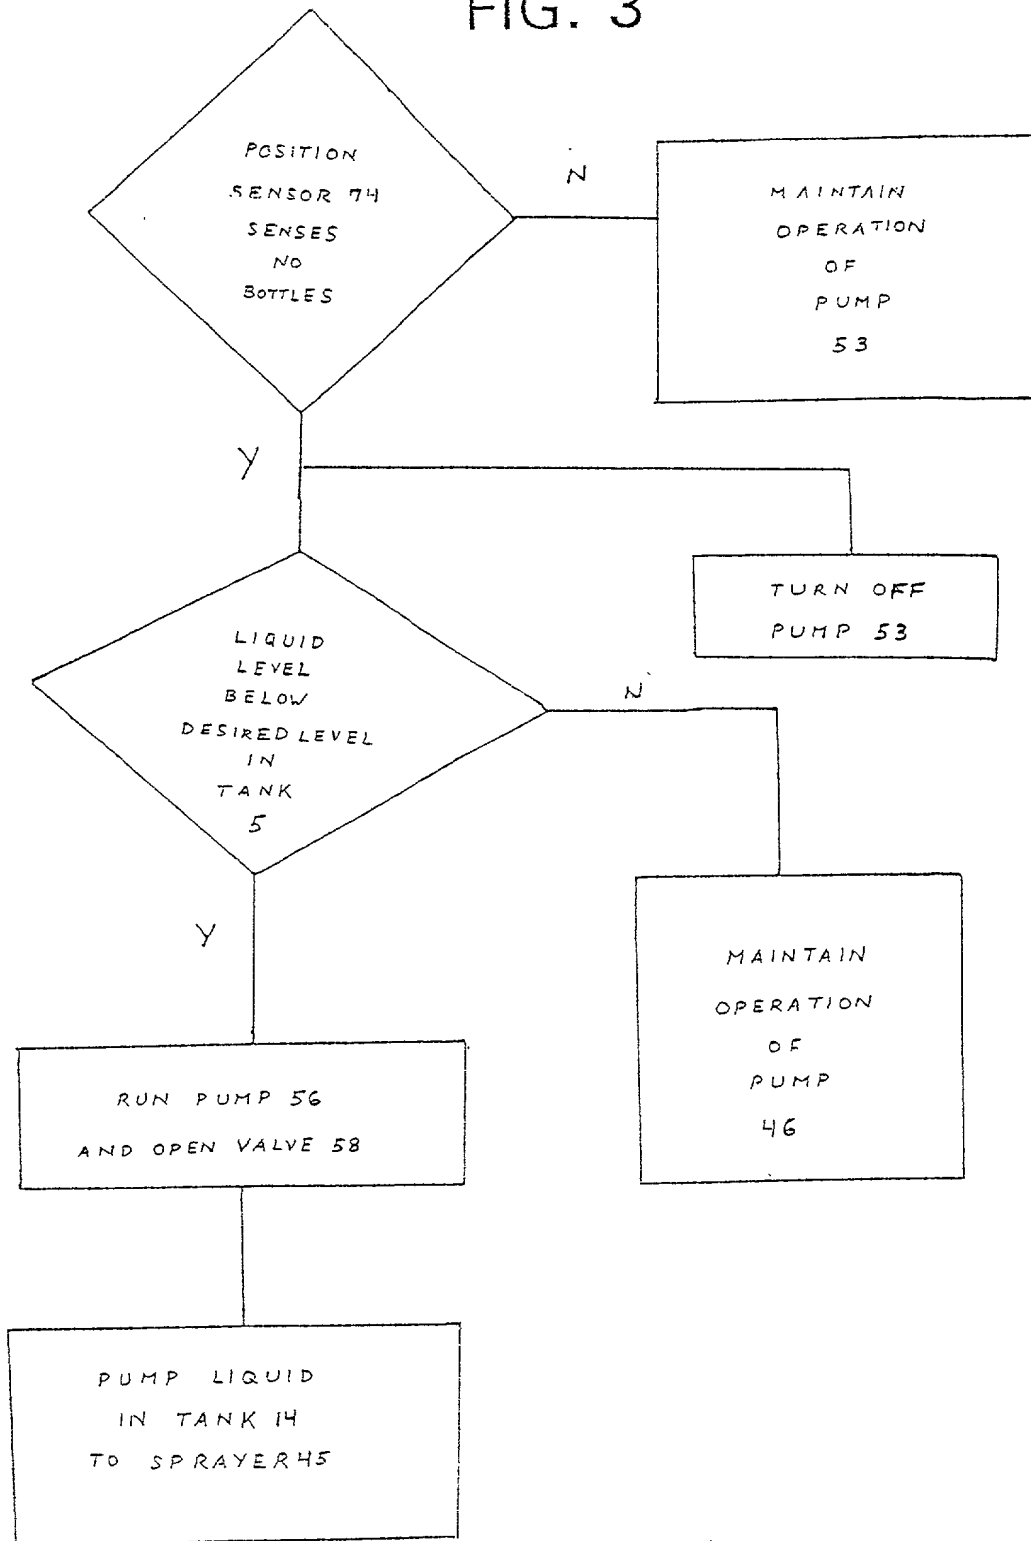 FIG. 3
POSITION
SENSOR 74
SENSES
NO
BOTTLES
N
MAINTAIN
OPERATION
OF
PUMP
53
Y
TURN OFF
PUMP 53
LIQUID
LEVEL
BELOW
DESIRED LEVEL
IN
TANK
5
N
Y
MAINTAIN
OPERATION
OF
PUMP
46
RUN PUMP 56
AND OPEN VALVE 58
PUMP LIQUID
IN TANK 14
TO SPRAYER 45